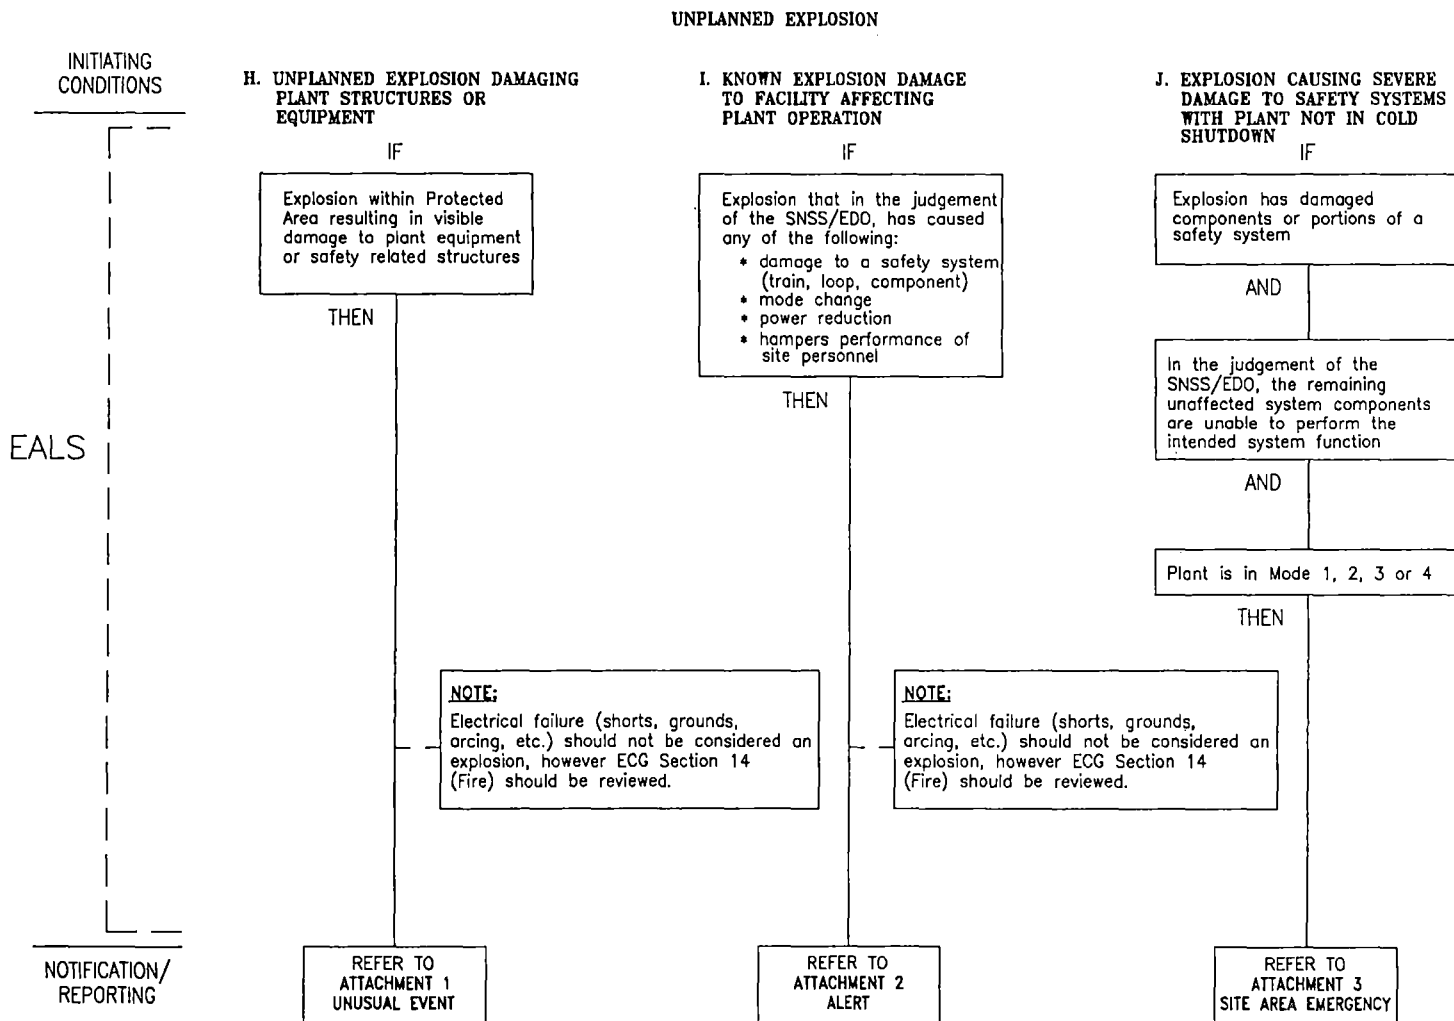 UNPLANNED EXPLOSION
INITIATING
CONDITIONS
H. UNPLANNED EXPLOSION DAMAGING
PLANT STRUCTURES OR
EQUIPMENT
IF
Explosion within Protected
Area resulting in visible
damage to plant equipment
or safety related structures
THEN
I. KNOWN EXPLOSION DAMAGE
TO FACILITY AFFECTING
PLANT OPERATION
IF
Explosion that in the judgement
of the SNSS/EDO, has caused
any of the following:
* damage to a safety system
(train, loop, component)
* mode change
* power reduction
* hampers performance of
site personnel
THEN
J. EXPLOSION CAUSING SEVERE
DAMAGE TO SAFETY SYSTEMS
WITH PLANT NOT IN COLD
SHUTDOWN
IF
Explosion has damaged
components or portions of a
safety system
AND
In the judgement of the
SNSS/EDO, the remaining
unaffected system components
are unable to perform the
intended system function
AND
Plant is in Mode 1, 2, 3 or 4
THEN
EALS
NOTE:
Electrical failure (shorts, grounds,
arcing, etc.) should not be considered an
explosion, however ECG Section 14
(Fire) should be reviewed.
NOTE:
Electrical failure (shorts, grounds,
arcing, etc.) should not be considered an
explosion, however ECG Section 14
(Fire) should be reviewed.
NOTIFICATION/
REPORTING
REFER TO
ATTACHMENT 1
UNUSUAL EVENT
REFER TO
ATTACHMENT 2
ALERT
REFER TO
ATTACHMENT 3
SITE AREA EMERGENCY